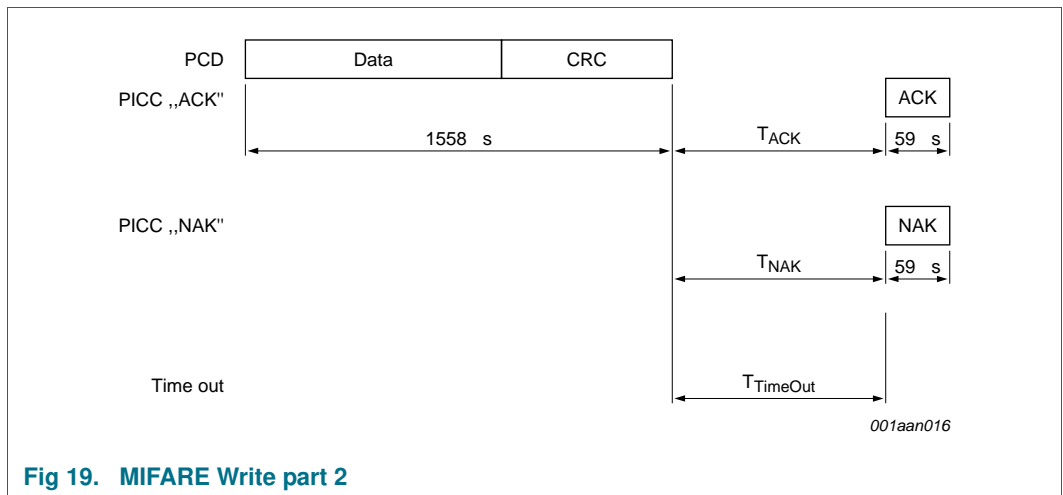 PCD Data CRC
PICC ,,ACK'' ACK
1558 s TACK 59 s
PICC ,,NAK'' NAK
TNAK 59 s
Time out TTimeOut
001aan016
Fig 19. MIFARE Write part 2